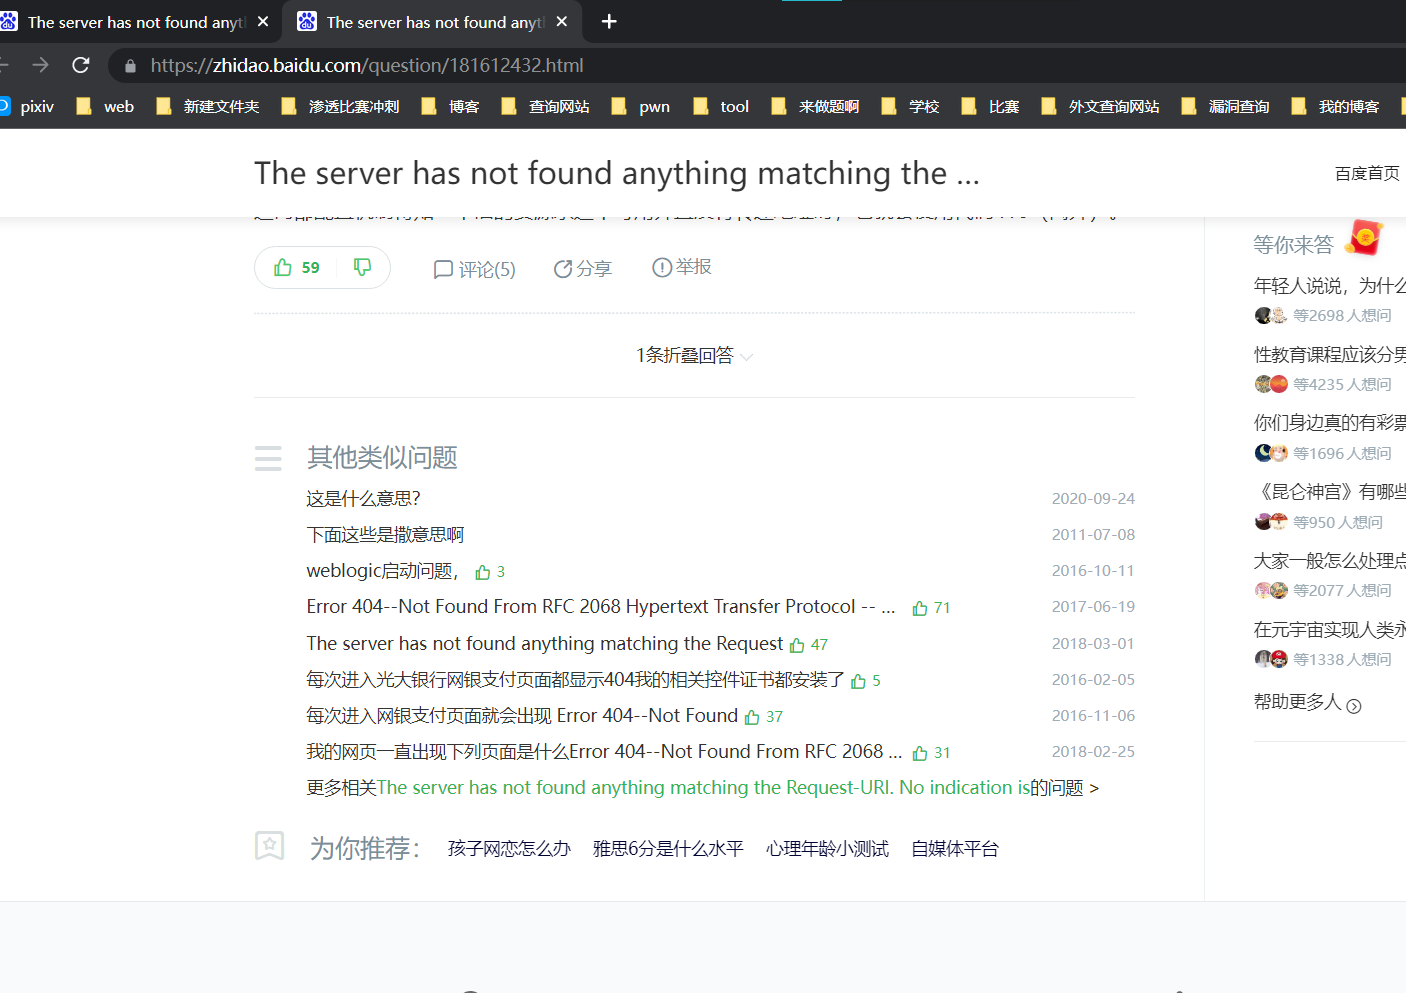 The server has not found anyt
The server has not found anyt
https://zhidao.baidu.com/question/181612432.html
pixiv web 新建文件夹 渗透比赛冲刺 博客 查询网站 pwn tool 来做题啊 学校 比赛 外文查询网站 漏洞查询 我的博客
The server has not found anything matching the ...
百度首页
59 评论(5) 分享 举报
1条折叠回答
其他类似问题
这是什么意思? 2020-09-24
下面这些是撒意思啊 2011-07-08
weblogic启动问题， 3 2016-10-11
Error 404--Not Found From RFC 2068 Hypertext Transfer Protocol -- ... 71 2017-06-19
The server has not found anything matching the Request 47 2018-03-01
每次进入光大银行网银支付页面都显示404我的相关控件证书都安装了 5 2016-02-05
每次进入网银支付页面就会出现 Error 404--Not Found 37 2016-11-06
我的网页一直出现下列页面是什么Error 404--Not Found From RFC 2068 ... 31 2018-02-25
更多相关The server has not found anything matching the Request-URI. No indication is的问题 >
为你推荐： 孩子网恋怎么办 雅思6分是什么水平 心理年龄小测试 自媒体平台
等你来答
年轻人说说，为什么
等2698人想问
性教育课程应该分男
等4235人想问
你们身边真的有彩票
等1696人想问
《昆仑神宫》有哪些
等950人想问
大家一般怎么处理点
等2077人想问
在元宇宙实现人类永
等1338人想问
帮助更多人